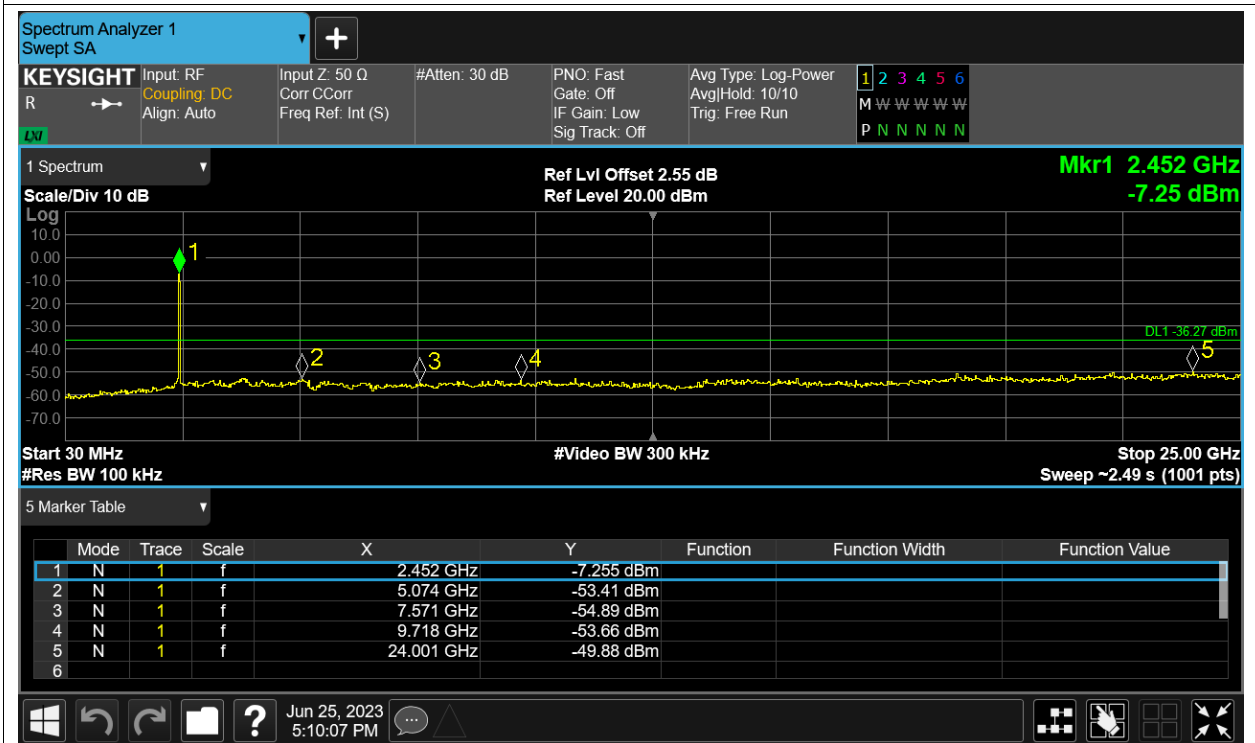 Spectrum Analyzer 1
Swept SA
KEYSIGHT
R
LXI
Input: RF
Coupling: DC
Align: Auto
Input Z: 50 Ω
Corr CCorr
Freq Ref: Int (S)
#Atten: 30 dB
PNO: Fast
Gate: Off
IF Gain: Low
Sig Track: Off
Avg Type: Log-Power
Avg|Hold: 10/10
Trig: Free Run
1 2 3 4 5 6
M W W W W W
P N N N N N
1 Spectrum
Scale/Div 10 dB
Ref Lvl Offset 2.55 dB
Ref Level 20.00 dBm
Mkr1 2.452 GHz
-7.25 dBm
Log
10.0
0.00
-10.0
-20.0
-30.0
-40.0
-50.0
-60.0
-70.0
1
2
3
4
5
DL1 -36.27 dBm
Start 30 MHz
#Video BW 300 kHz
Stop 25.00 GHz
#Res BW 100 kHz
Sweep ~2.49 s (1001 pts)
5 Marker Table
Mode Trace Scale X Y Function Function Width Function Value
1 N 1 f 2.452 GHz -7.255 dBm
2 N 1 f 5.074 GHz -53.41 dBm
3 N 1 f 7.571 GHz -54.89 dBm
4 N 1 f 9.718 GHz -53.66 dBm
5 N 1 f 24.001 GHz -49.88 dBm
6
?
Jun 25, 2023
5:10:07 PM